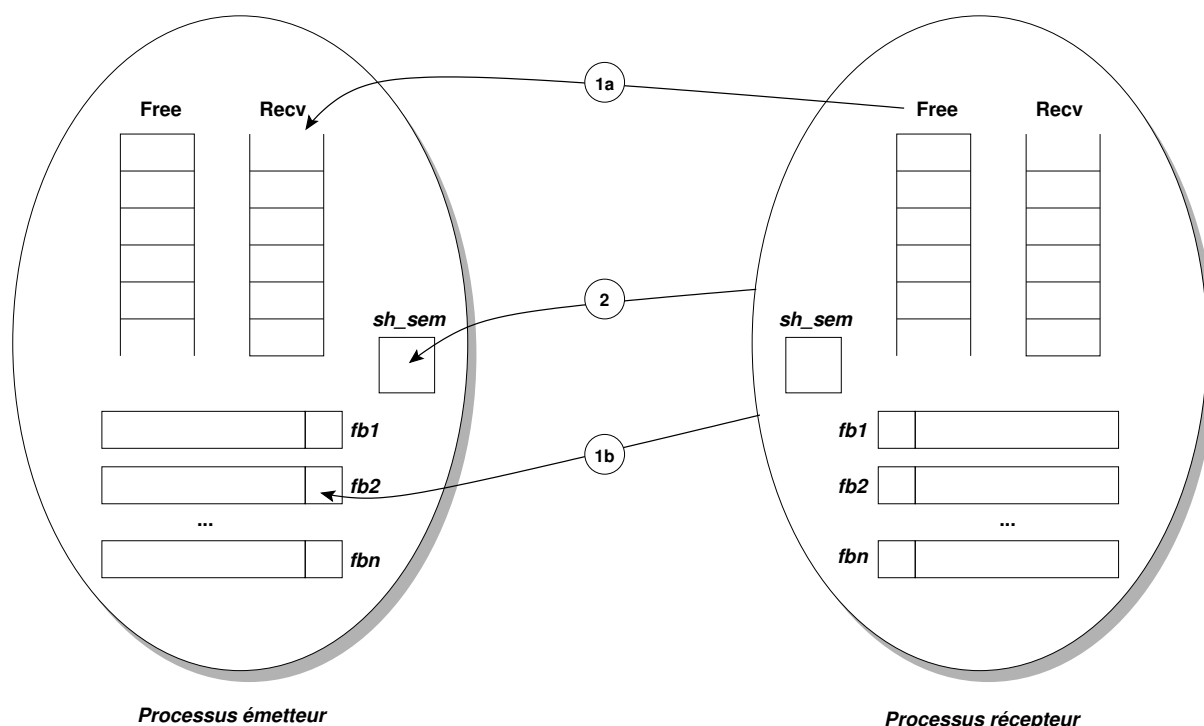 1a
Free
Recv
Free
Recv
2
sh_sem
sh_sem
fb1
fb1
1b
fb2
fb2
...
...
fbn
fbn
Processus émetteur
Processus récepteur